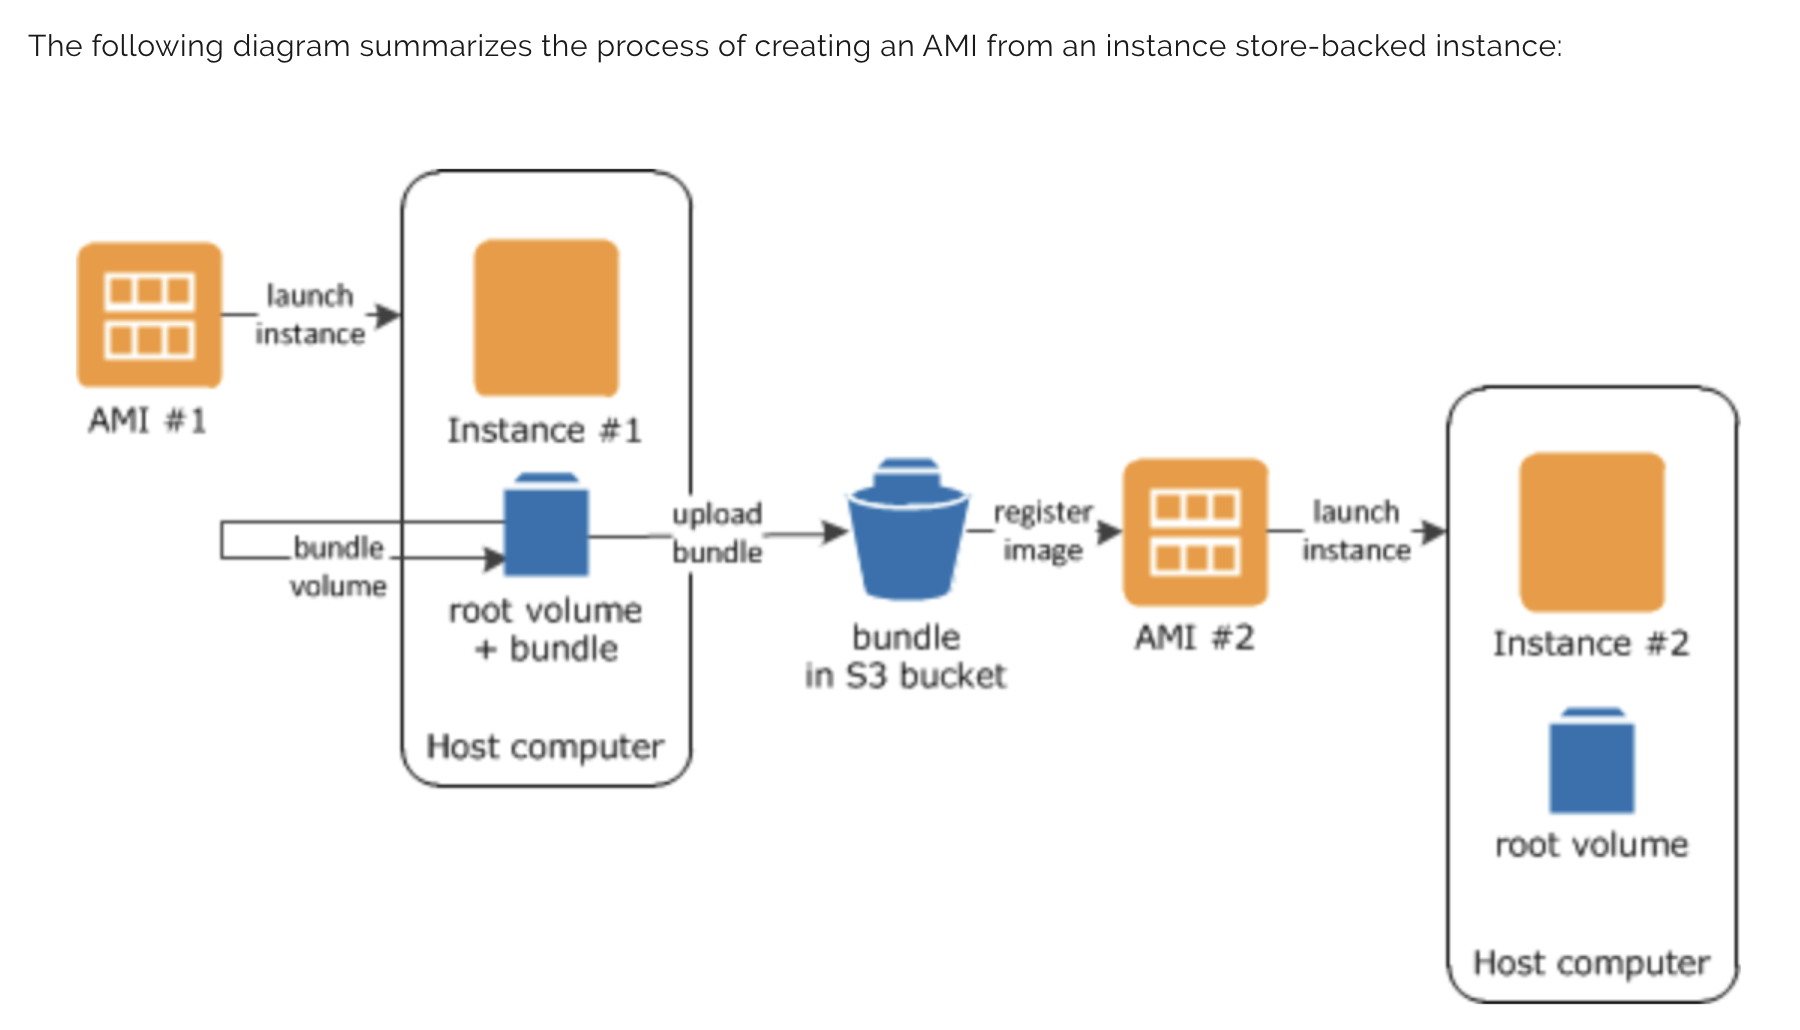 The following diagram summarizes the process of creating an AMI from an instance store-backed instance:
launch
instance
AMI #1
Instance #1
bundle
volume
root volume
+ bundle
Host computer
upload
bundle
bundle
in S3 bucket
register
image
AMI #2
launch
instance
Instance #2
root volume
Host computer